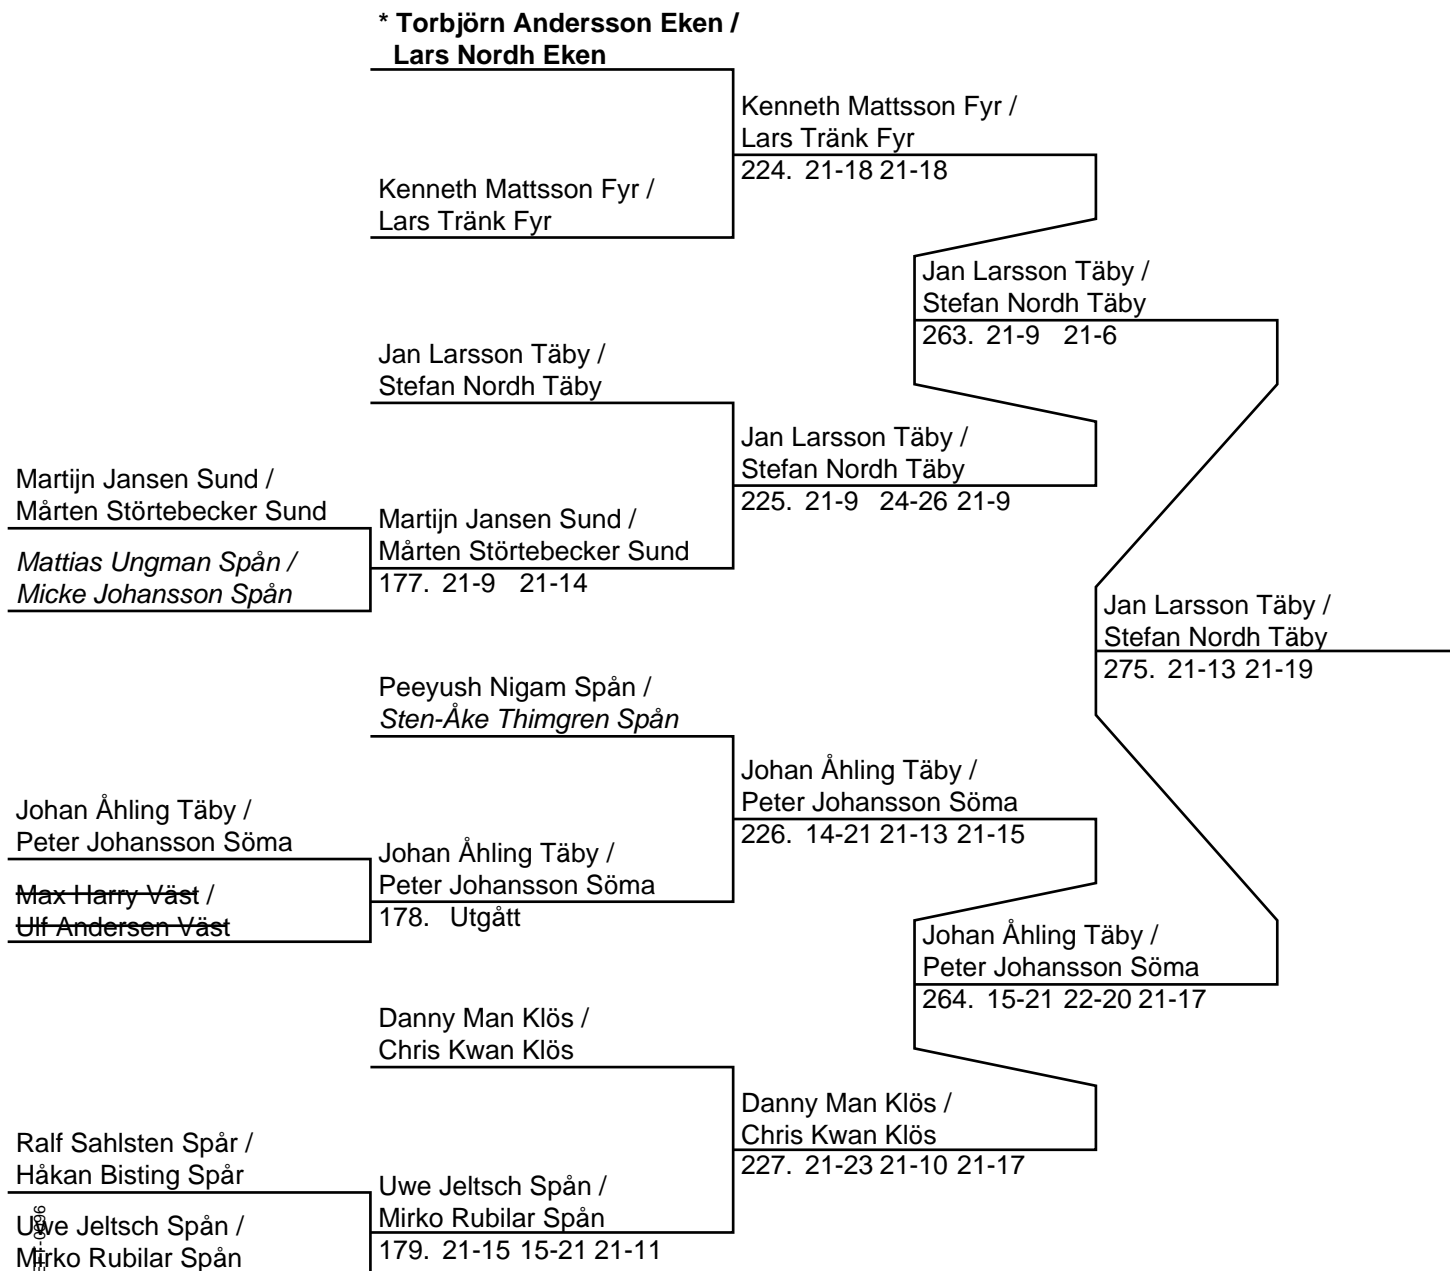 * Torbjörn Andersson Eken /
Lars Nordh Eken
Kenneth Mattsson Fyr /
Lars Tränk Fyr
224. 21-18 21-18
Kenneth Mattsson Fyr /
Lars Tränk Fyr
Jan Larsson Täby /
Stefan Nordh Täby
263. 21-9 21-6
Jan Larsson Täby /
Stefan Nordh Täby
Jan Larsson Täby /
Stefan Nordh Täby
225. 21-9 24-26 21-9
Martijn Jansen Sund /
Mårten Störtebecker Sund
Martijn Jansen Sund /
Mårten Störtebecker Sund
177. 21-9 21-14
Mattias Ungman Spån /
Micke Johansson Spån
Jan Larsson Täby /
Stefan Nordh Täby
275. 21-13 21-19
Peeyush Nigam Spån /
Sten-Åke Thimgren Spån
Johan Åhling Täby /
Peter Johansson Söma
226. 14-21 21-13 21-15
Johan Åhling Täby /
Peter Johansson Söma
Johan Åhling Täby /
Peter Johansson Söma
178. Utgått
Max Harry Väst /
Ulf Andersen Väst
Johan Åhling Täby /
Peter Johansson Söma
264. 15-21 22-20 21-17
Danny Man Klös /
Chris Kwan Klös
Danny Man Klös /
Chris Kwan Klös
227. 21-23 21-10 21-17
Ralf Sahlsten Spår /
Håkan Bisting Spår
Uwe Jeltsch Spån /
Mirko Rubilar Spån
179. 21-15 15-21 21-11
Uwe Jeltsch Spån /
Mirko Rubilar Spån